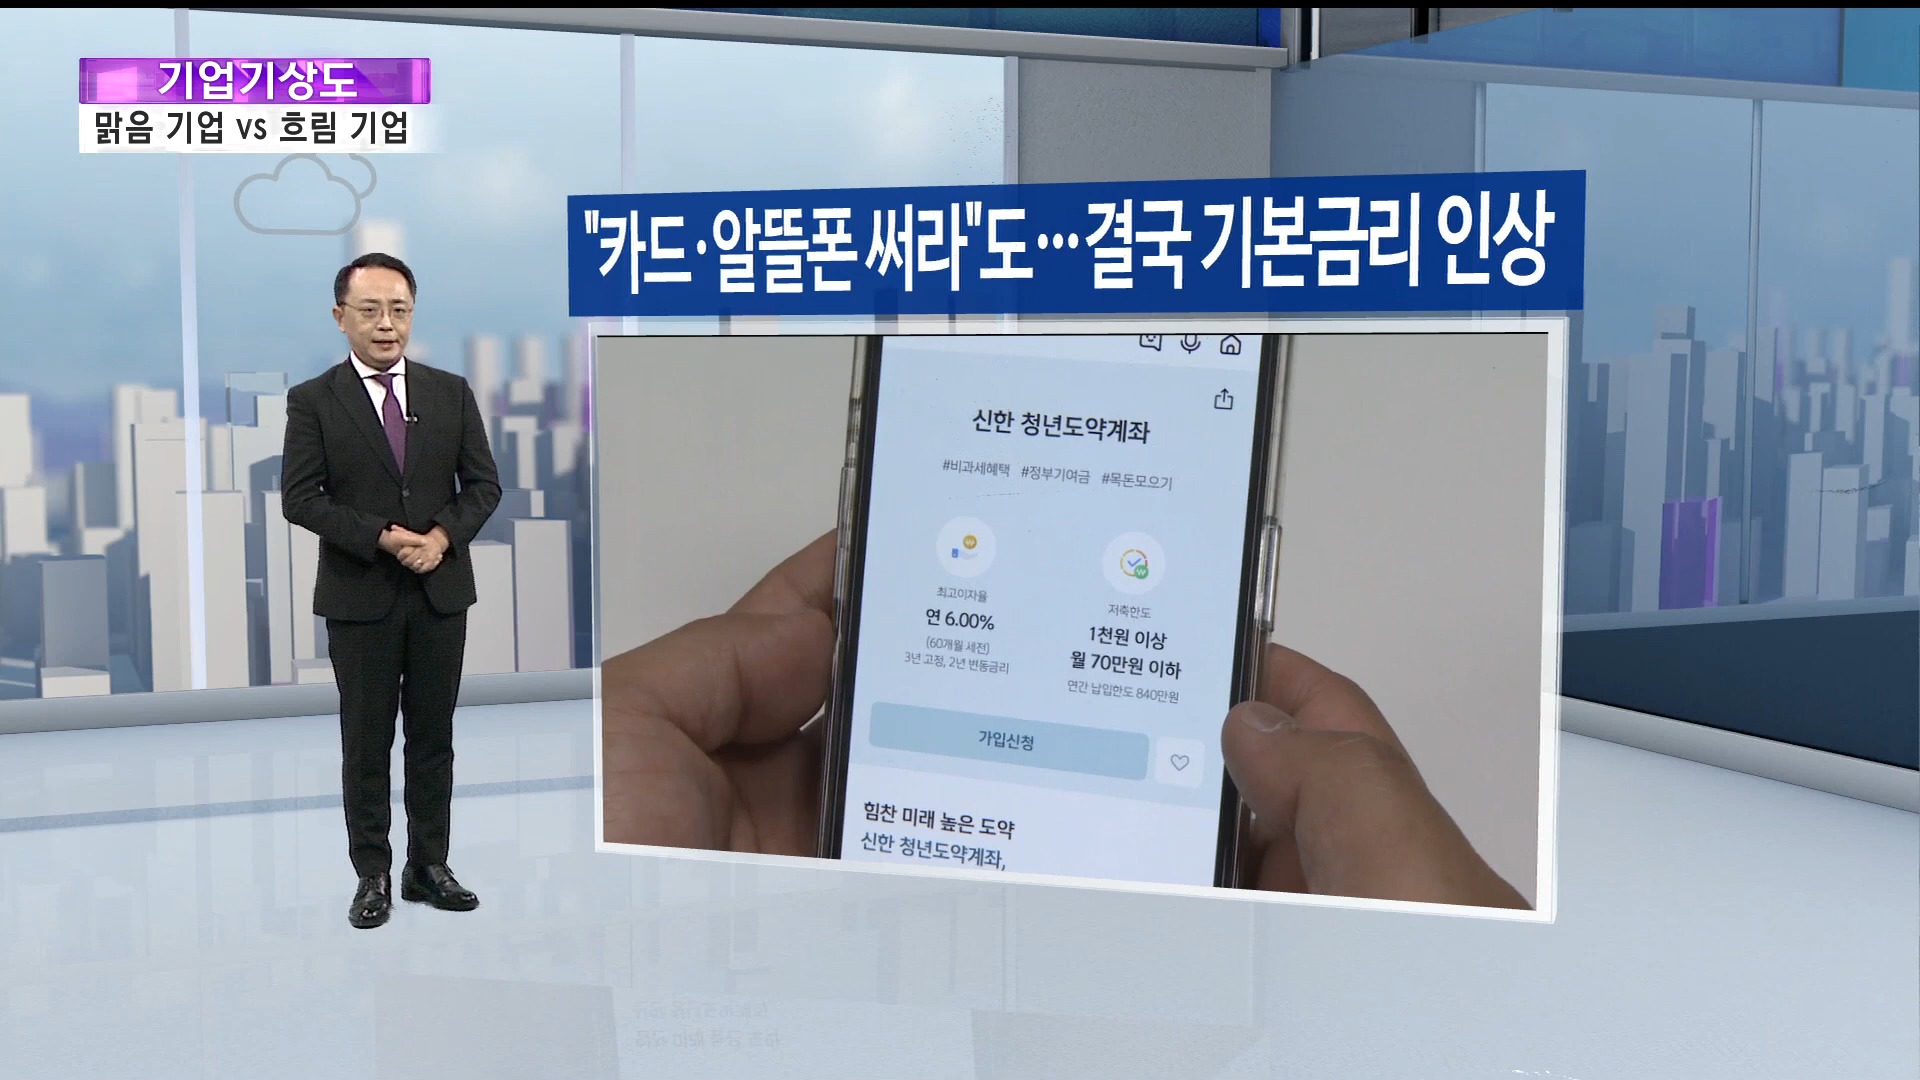 기업기상도
맑음 기업 vs 흐림 기업
"카드·알뜰폰 써라"도…결국 기본금리 인상
신한 청년도약계좌
#비과세혜택 #정부기여금 #목돈모으기
최고이자율
연 6.00%
(60개월 세전)
3년 고정, 2년 변동금리
저축한도
1천원 이상
월 70만원 이하
연간 납입한도 840만원
가입신청
힘찬 미래 높은 도약
신한 청년도약계좌,